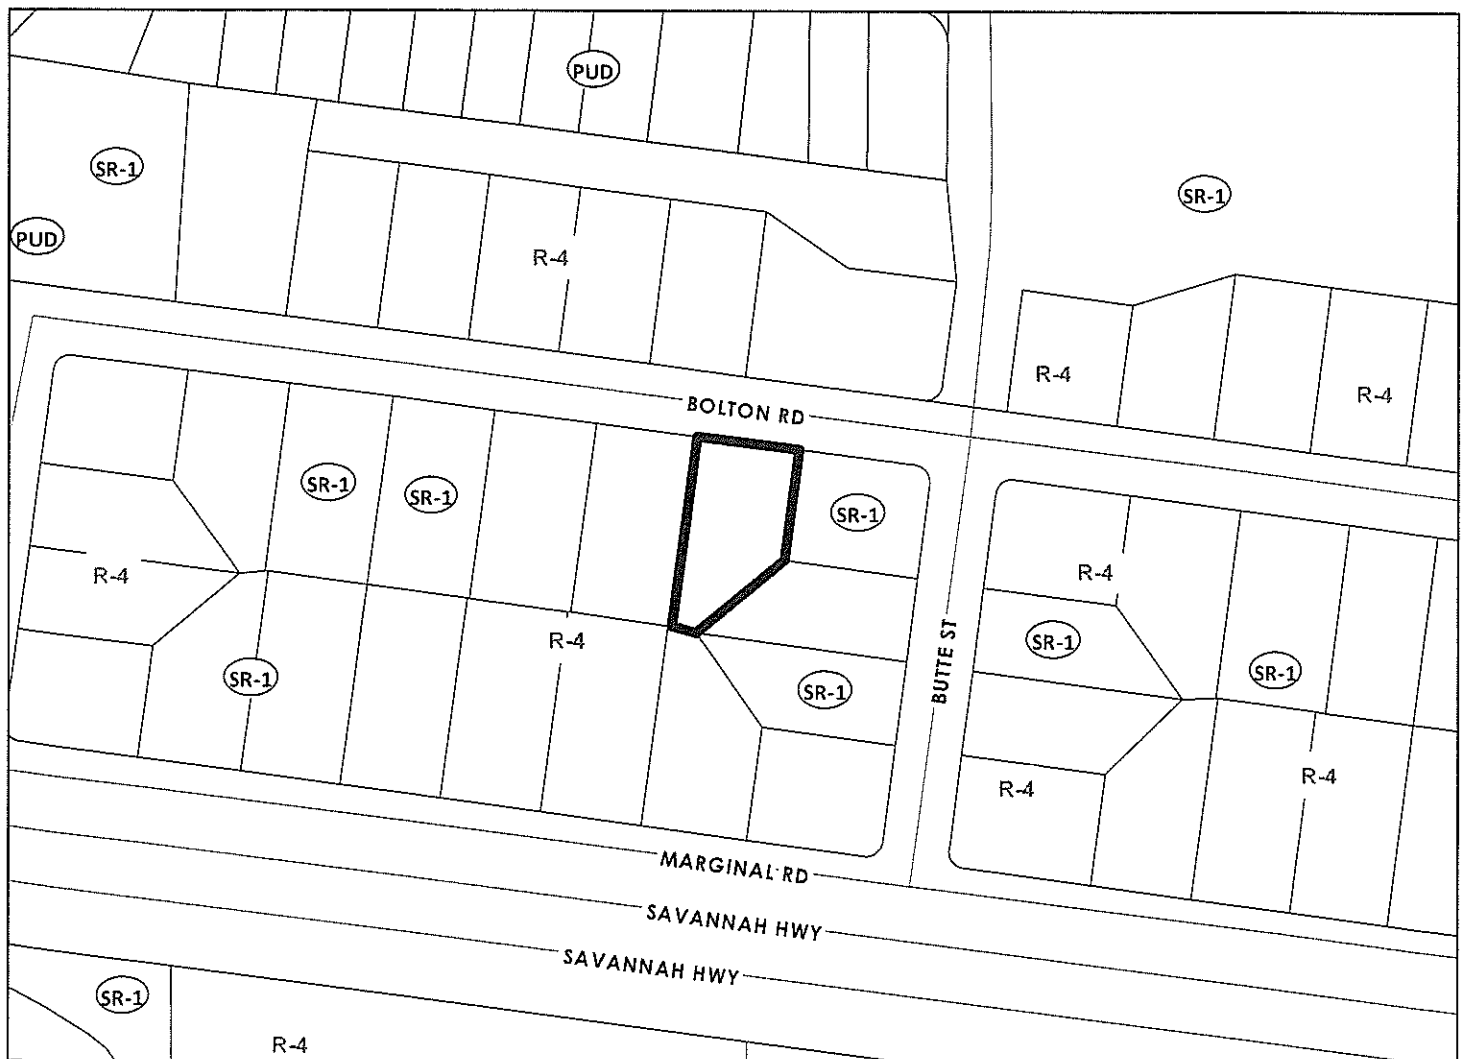 PUD
SR-1
SR-1
PUD
R-4
R-4
R-4
BOLTON RD
SR-1
SR-1
SR-1
R-4
R-4
R-4
SR-1
SR-1
SR-1
SR-1
BUTTE ST
R-4
R-4
MARGINAL RD
SAVANNAH HWY
SAVANNAH HWY
SR-1
R-4